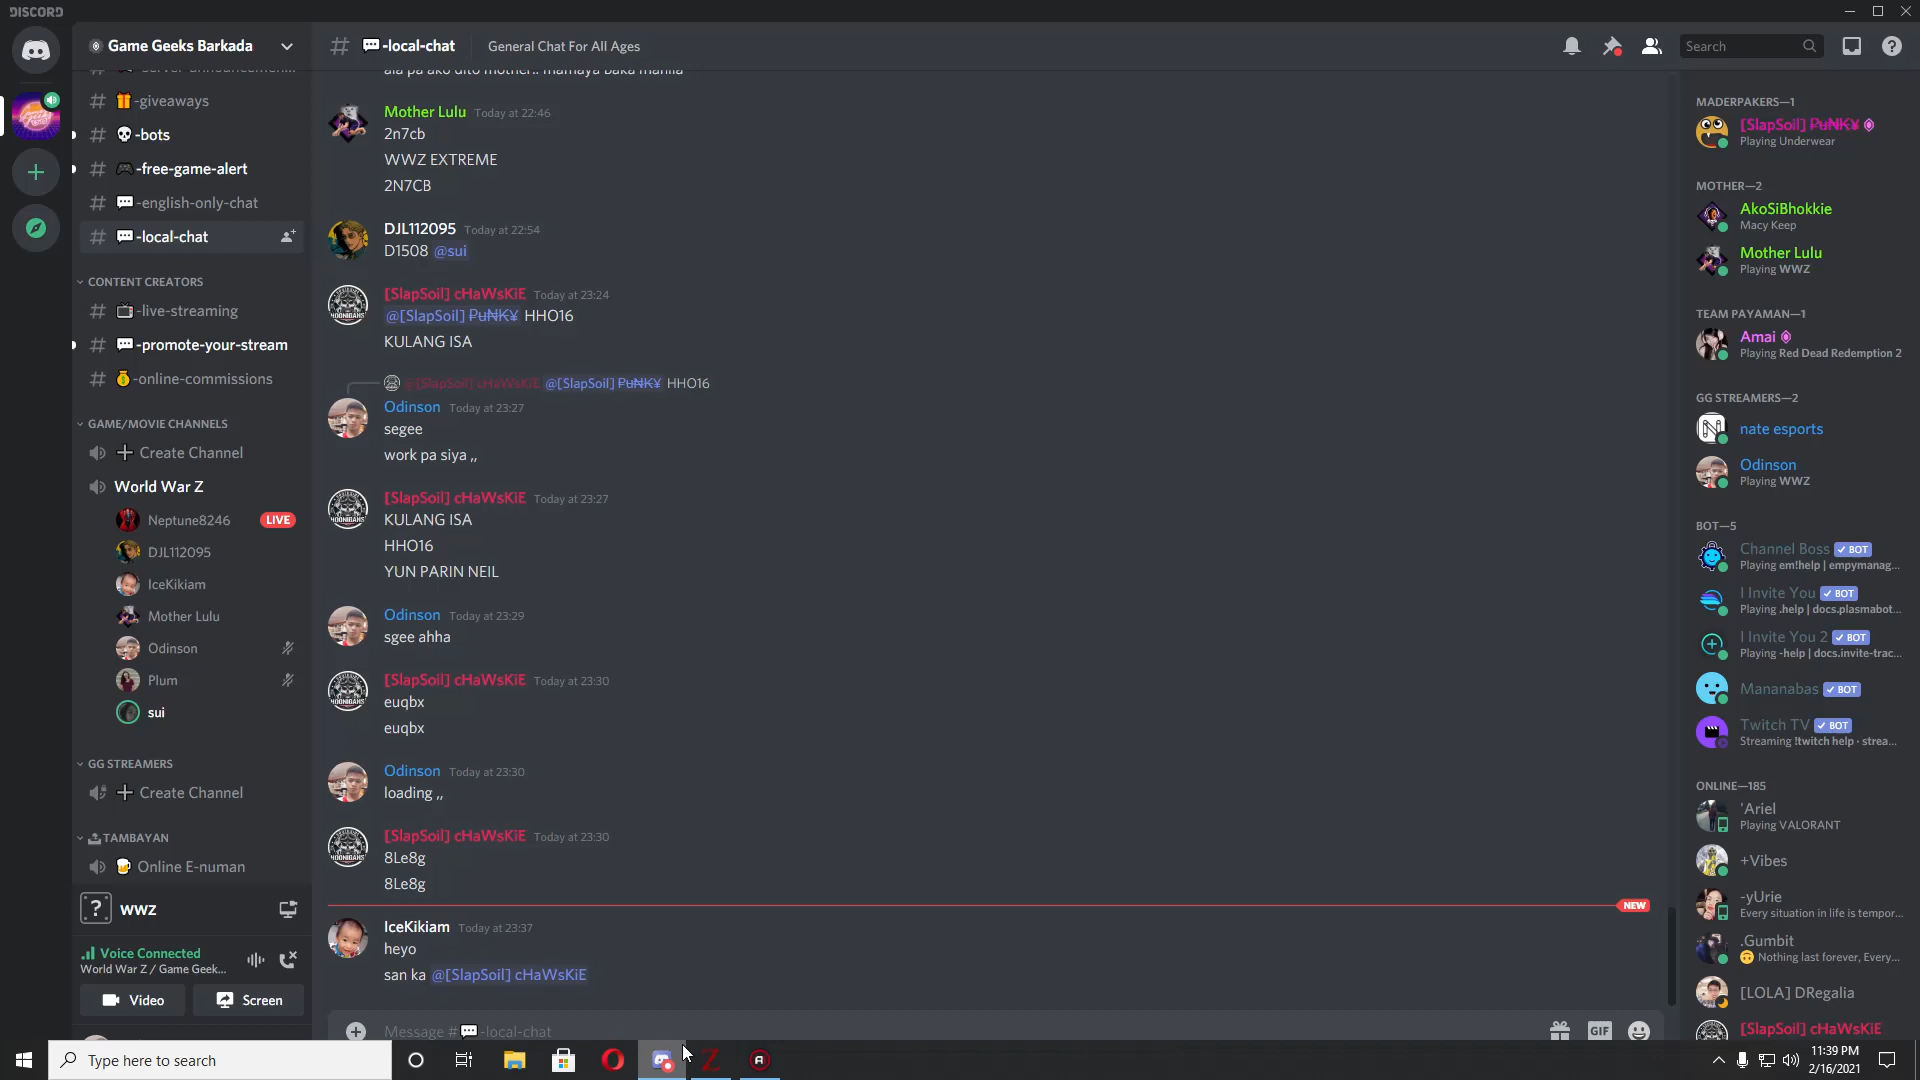 DISCORD
Game Geeks Barkada
-giveaways
-bots
-free-game-alert
-english-only-chat
-local-chat
CONTENT CREATORS
-live-streaming
-promote-your-stream
-online-commissions
GAME/MOVIE CHANNELS
Create Channel
World War Z
Neptune8246 LIVE
DJL112095
IceKikiam
Mother Lulu
Odinson
Plum
sui
GG STREAMERS
Create Channel
TAMBAYAN
Online E-numan
wwz
Voice Connected
World War Z / Game Geek...
Video Screen
# -local-chat General Chat For All Ages
Mother Lulu Today at 22:46
2n7cb
WWZ EXTREME
2N7CB
DJL112095 Today at 22:54
D1508 @sui
[SlapSoil] cHaWsKiE Today at 23:24
@[SlapSoil] ₽u₦K¥ HHO16
KULANG ISA
@[SlapSoil] cHaWsKiE @[SlapSoil] ₽u₦K¥ HHO16
Odinson Today at 23:27
segee
work pa siya ,,
[SlapSoil] cHaWsKiE Today at 23:27
KULANG ISA
HHO16
YUN PARIN NEIL
Odinson Today at 23:29
sgee ahha
[SlapSoil] cHaWsKiE Today at 23:30
euqbx
euqbx
Odinson Today at 23:30
loading ,,
[SlapSoil] cHaWsKiE Today at 23:30
8Le8g
8Le8g
NEW
IceKikiam Today at 23:37
heyo
san ka @[SlapSoil] cHaWsKiE
Message # -local-chat
GIF
Search
MADERPAKERS—1
[SlapSoil] ₽u₦K¥
Playing Underwear
MOTHER—2
AkoSiBhokkie
Macy Keep
Mother Lulu
Playing WWZ
TEAM PAYAMAN—1
Amai
Playing Red Dead Redemption 2
GG STREAMERS—2
nate esports
Odinson
Playing WWZ
BOT—5
Channel Boss BOT
Playing em!help | empymanag...
I Invite You BOT
Playing .help | docs.plasmabot...
I Invite You 2 BOT
Playing -help | docs.invite-trac...
Mananabas BOT
Twitch TV BOT
Streaming !twitch help · strea...
ONLINE—185
'Ariel
Playing VALORANT
+Vibes
-yUrie
Every situation in life is tempor...
.Gumbit
Nothing last forever, Every...
[LOLA] DRegalia
[SlapSoil] cHaWsKiE
Type here to search
11:39 PM
2/16/2021